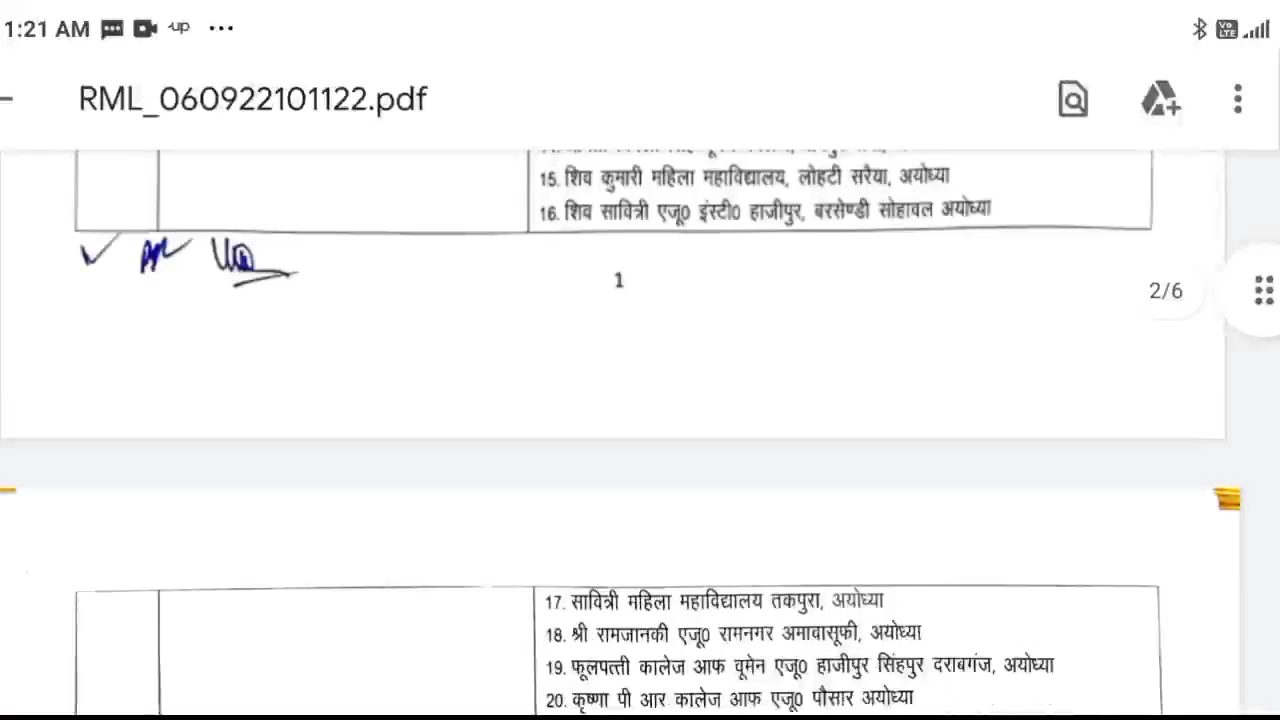 1:21 AM up ...
RML_060922101122.pdf
15. शिव कुमारी महिला महाविद्यालय, लोहटी सरैया, अयोध्या
16. शिव सावित्री एजू0 इंस्टी0 हाजीपुर, बरसेण्डी सोहावल अयोध्या
1
2/6
17. सावित्री महिला महाविद्यालय तकपुरा, अयोध्या
18. श्री रामजानकी एजू0 रामनगर अमावासूफी, अयोध्या
19. फूलपत्ती कालेज आफ वूमेन एजू0 हाजीपुर सिंहपुर दराबगंज, अयोध्या
20. कृष्णा पी आर कालेज आफ एजू0 पौसार अयोध्या